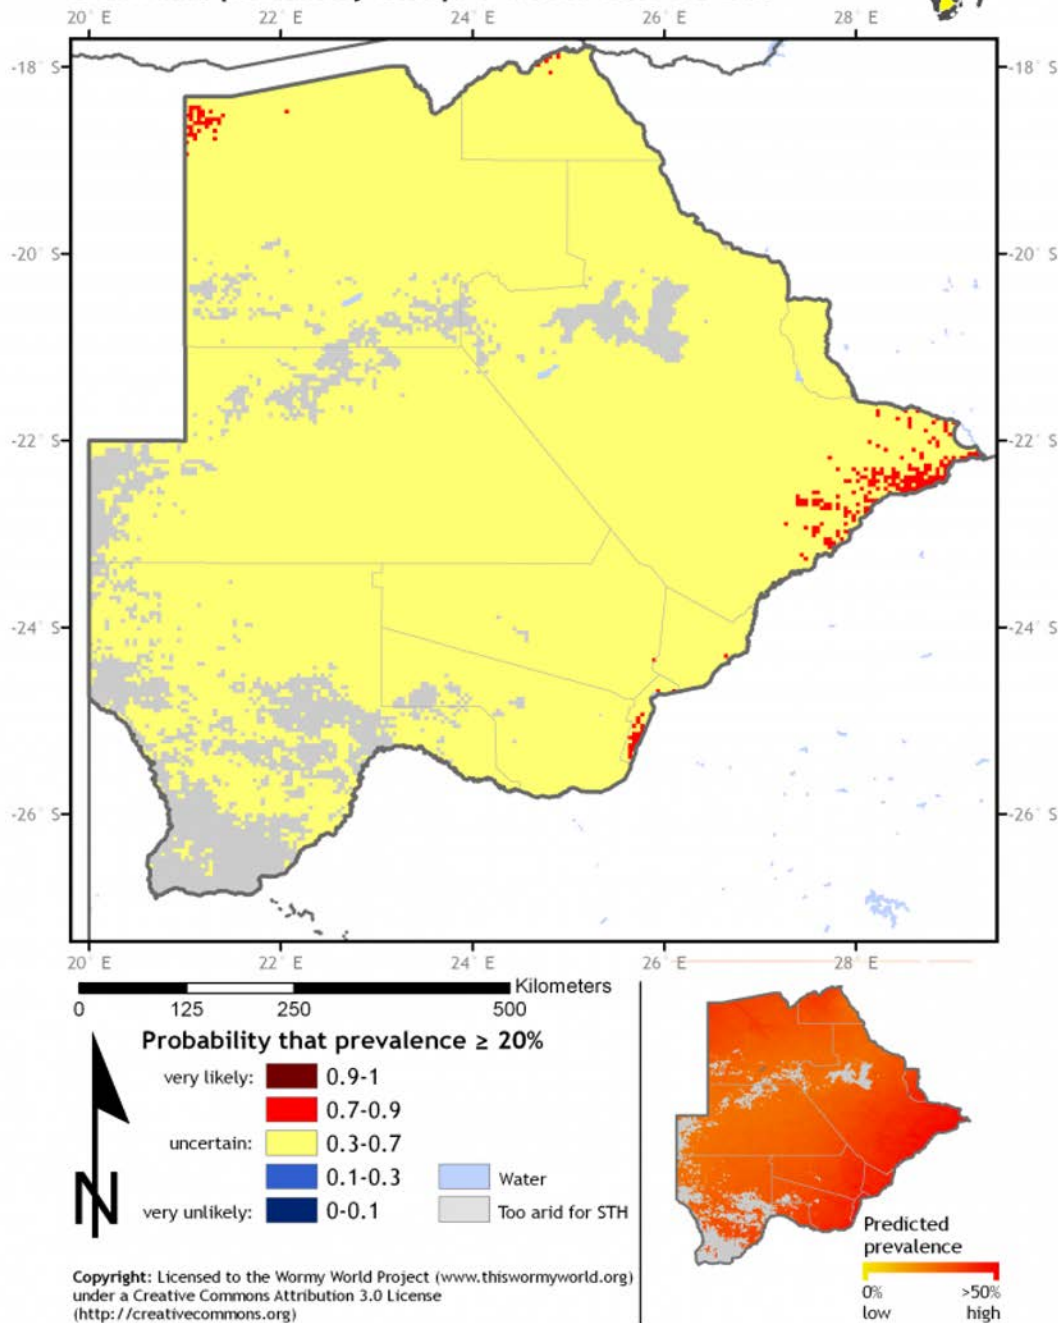 20° E 22° E 24° E 26° E 28° E
-18° S -18° S
-20° S -20° S
-22° S -22° S
-24° S -24° S
-26° S -26° S
20° E 22° E 24° E 26° E 28° E
Kilometers
0 125 250 500
Probability that prevalence ≥ 20%
very likely: 0.9-1
0.7-0.9
uncertain: 0.3-0.7
0.1-0.3 Water
very unlikely: 0-0.1 Too arid for STH
N
Predicted
prevalence
0% >50%
low high
Copyright: Licensed to the Wormy World Project (www.thiswormyworld.org)
under a Creative Commons Attribution 3.0 License
(http://creativecommons.org)